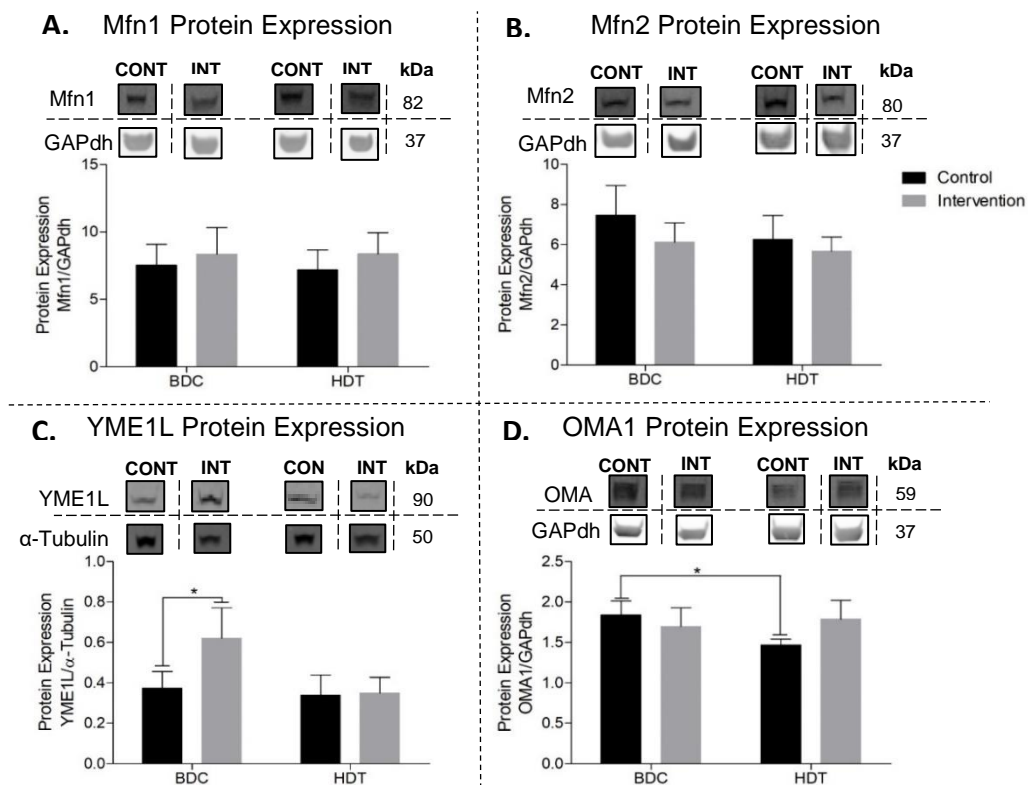 A. Mfn1 Protein Expression
CONT INT CONT INT kDa
Mfn1 82
GAPdh 37
Protein Expression
Mfn1/GAPdh
15
10
5
0
BDC HDT
B. Mfn2 Protein Expression
CONT INT CONT INT kDa
Mfn2 80
GAPdh 37
Protein Expression
Mfn2/GAPdh
10
8
6
4
2
0
BDC HDT
Control
Intervention
C. YME1L Protein Expression
CONT INT CON INT kDa
YME1L 90
α-Tubulin 50
Protein Expression
YME1L/α-Tubulin
1.0
0.8
0.6
0.4
0.2
0.0
*
BDC HDT
D. OMA1 Protein Expression
CONT INT CONT INT kDa
OMA 59
GAPdh 37
Protein Expression
OMA1/GAPdh
2.5
2.0
1.5
1.0
0.5
0.0
*
BDC HDT